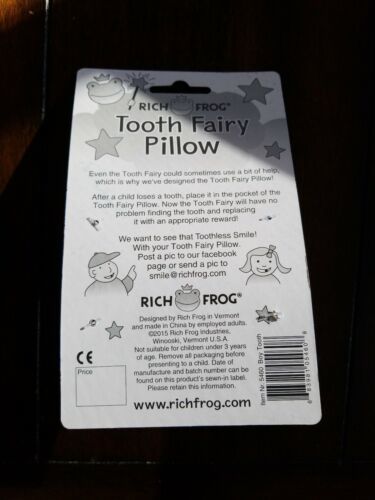 RICH FROG®
Tooth Fairy
Pillow
Even the Tooth Fairy could sometimes use a bit of help,
which is why we've designed the Tooth Fairy Pillow!
After a child loses a tooth, place it in the pocket of the
Tooth Fairy Pillow. Now the Tooth Fairy will have no
problem finding the tooth and replacing
it with an appropriate reward!
We want to see that Toothless Smile!
With your Tooth Fairy Pillow.
Post a pic to our facebook
page or send a pic to
smile@richfrog.com
RICH FROG®
Designed by Rich Frog in Vermont
and made in China by employed adults.
©2015 Rich Frog Industries,
Winooski, Vermont U.S.A.
Not suitable for children under 3 years
of age. Remove all packaging before
presenting to a child. Date of
manufacture and batch number can be
found on this product's sewn-in label.
Please retain this information.
CE
Price
www.richfrog.com
Item Nr. 5460 Boy Tooth